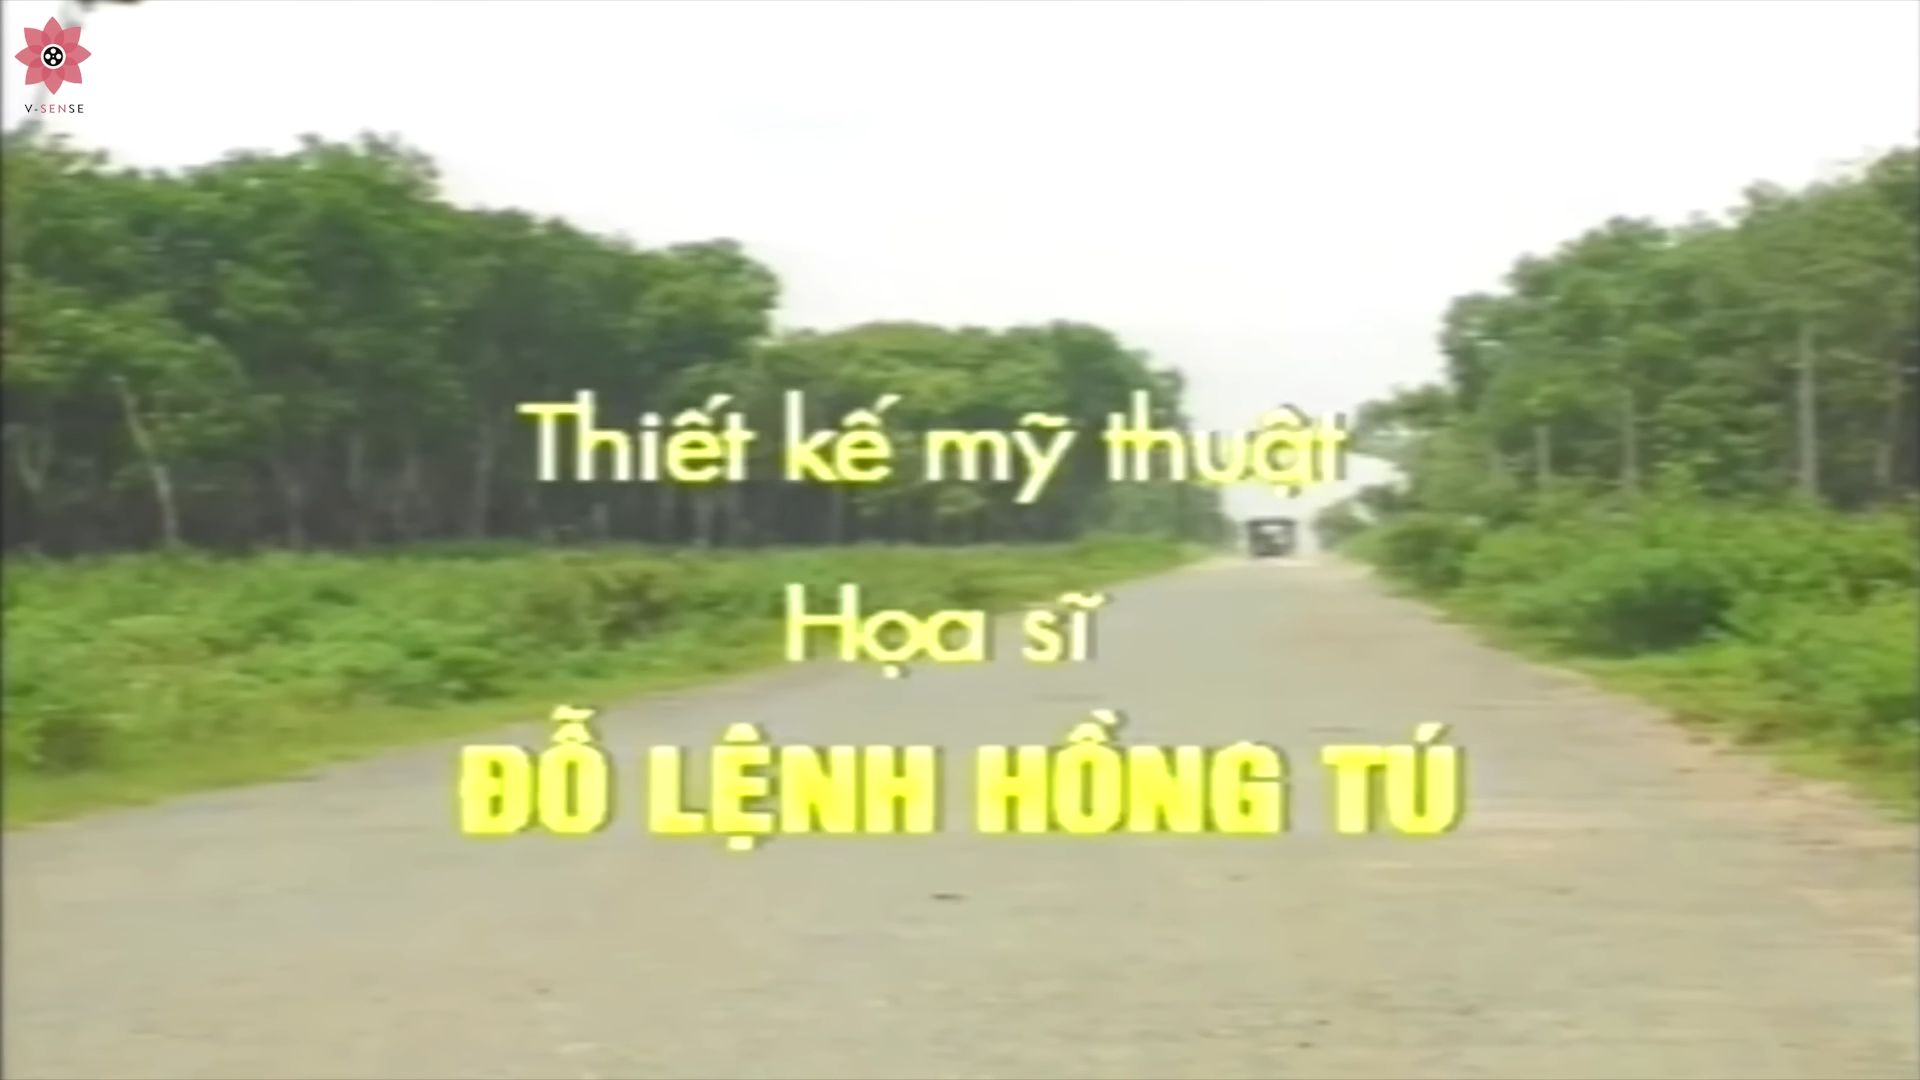 V-SENSE
Thiết kế mỹ thuật
Họa sĩ
ĐỖ LỆNH HỒNG TÚ